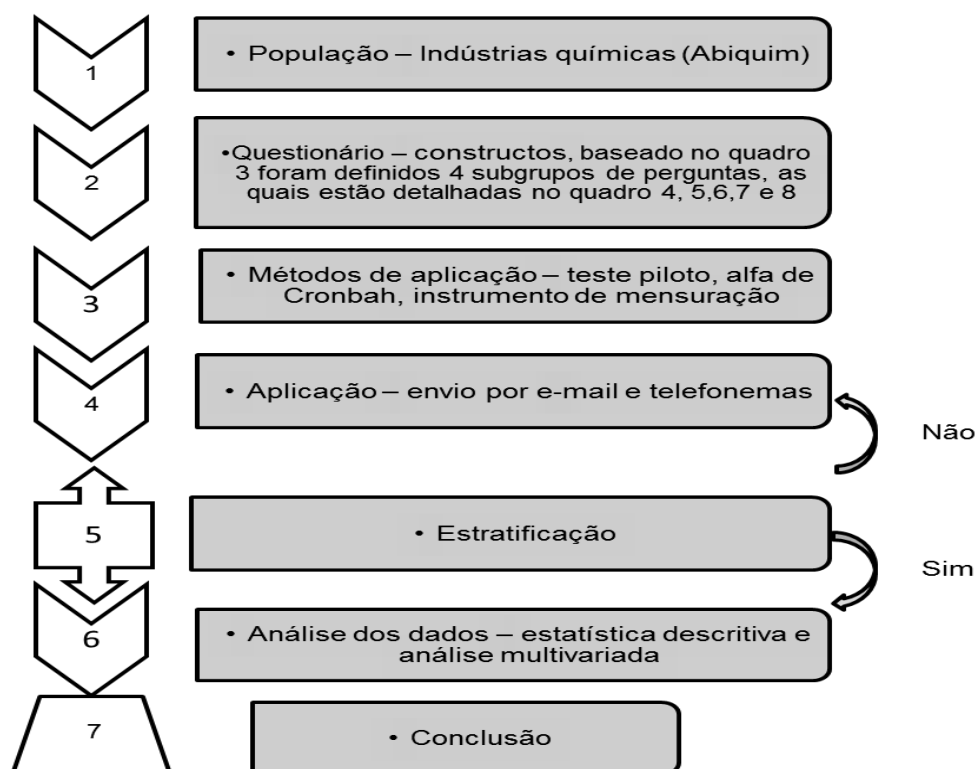 1
• População – Indústrias químicas (Abiquim)
2
•Questionário – constructos, baseado no quadro
3 foram definidos 4 subgrupos de perguntas, as
quais estão detalhadas no quadro 4, 5,6,7 e 8
3
• Métodos de aplicação – teste piloto, alfa de
Cronbah, instrumento de mensuração
4
• Aplicação – envio por e-mail e telefonemas
Não
5
• Estratificação
Sim
6
• Análise dos dados – estatística descritiva e
análise multivariada
7
• Conclusão